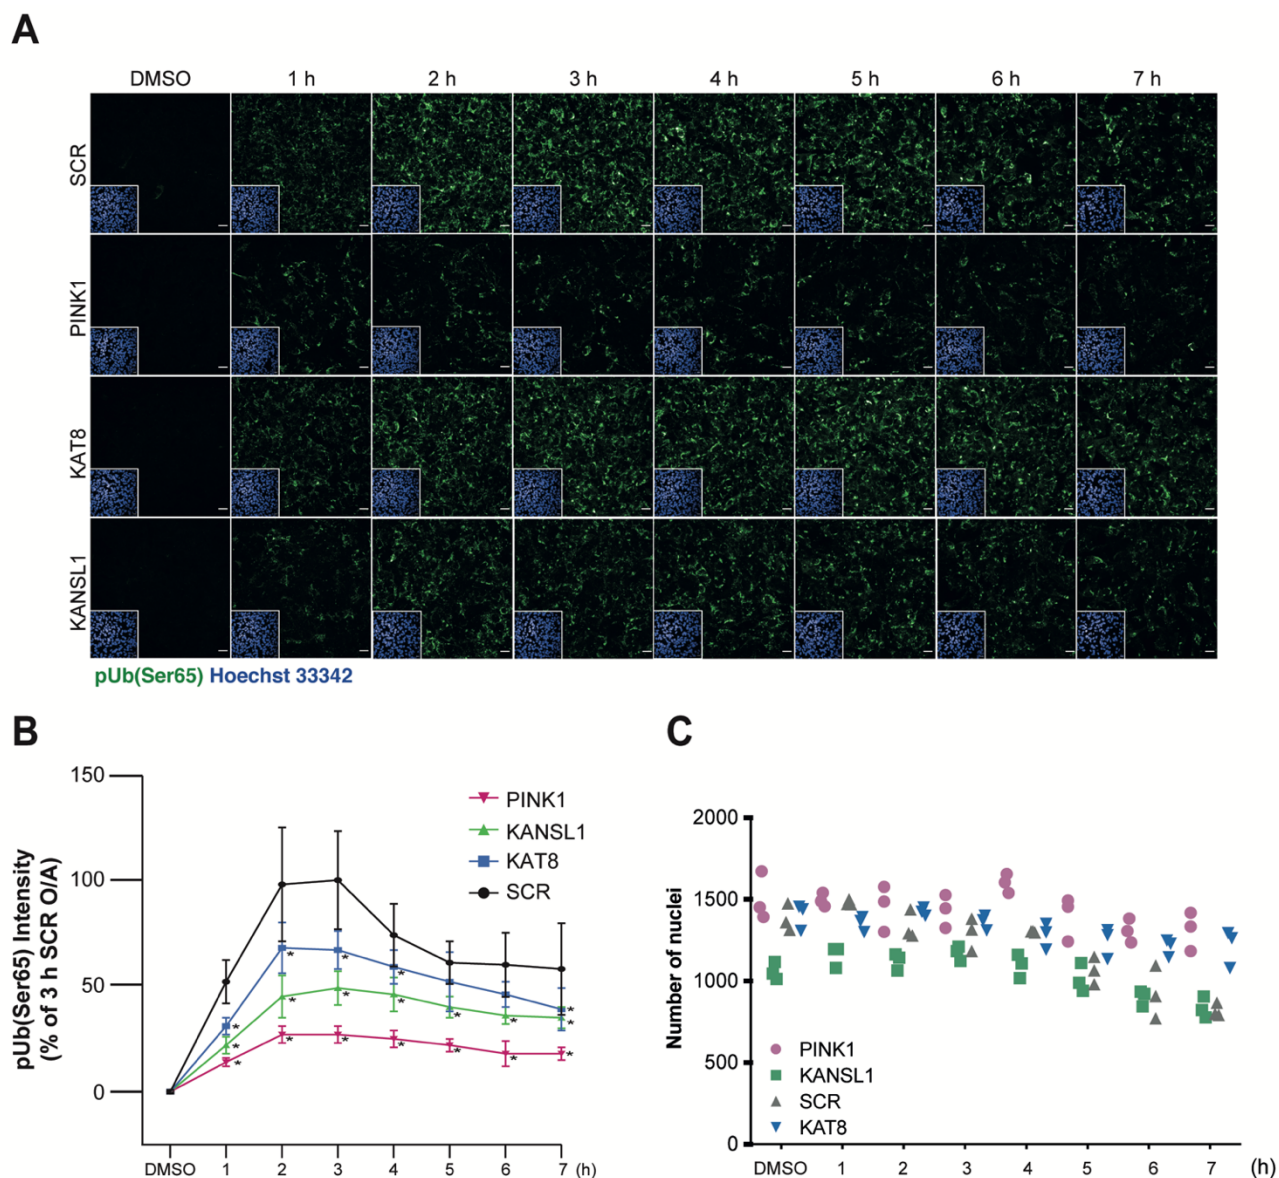 A
DMSO 1 h 2 h 3 h 4 h 5 h 6 h 7 h
SCR
PINK1
KAT8
KANSL1
pUb(Ser65) Hoechst 33342
B
pUb(Ser65) Intensity
(% of 3 h SCR O/A)
150
100
50
0
PINK1
KANSL1
KAT8
SCR
* * * * * * *
* * * * * * *
* * * * *
DMSO 1 2 3 4 5 6 7 (h)
C
Number of nuclei
2000
1500
1000
500
0
PINK1
KANSL1
SCR
KAT8
DMSO 1 2 3 4 5 6 7 (h)